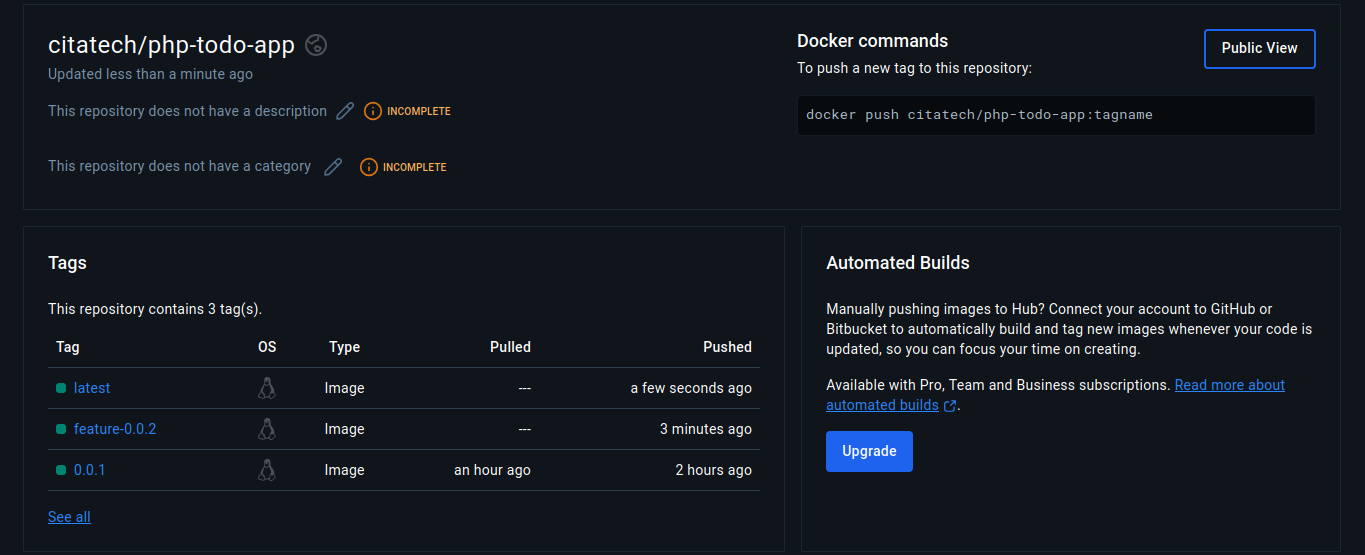 citatech/php-todo-app
Updated less than a minute ago
This repository does not have a description INCOMPLETE
This repository does not have a category INCOMPLETE
Docker commands
To push a new tag to this repository:
Public View
docker push citatech/php-todo-app:tagname
Tags
This repository contains 3 tag(s).
Tag OS Type Pulled Pushed
latest Image --- a few seconds ago
feature-0.0.2 Image --- 3 minutes ago
0.0.1 Image an hour ago 2 hours ago
See all
Automated Builds
Manually pushing images to Hub? Connect your account to GitHub or
Bitbucket to automatically build and tag new images whenever your code is
updated, so you can focus your time on creating.
Available with Pro, Team and Business subscriptions. Read more about
automated builds .
Upgrade